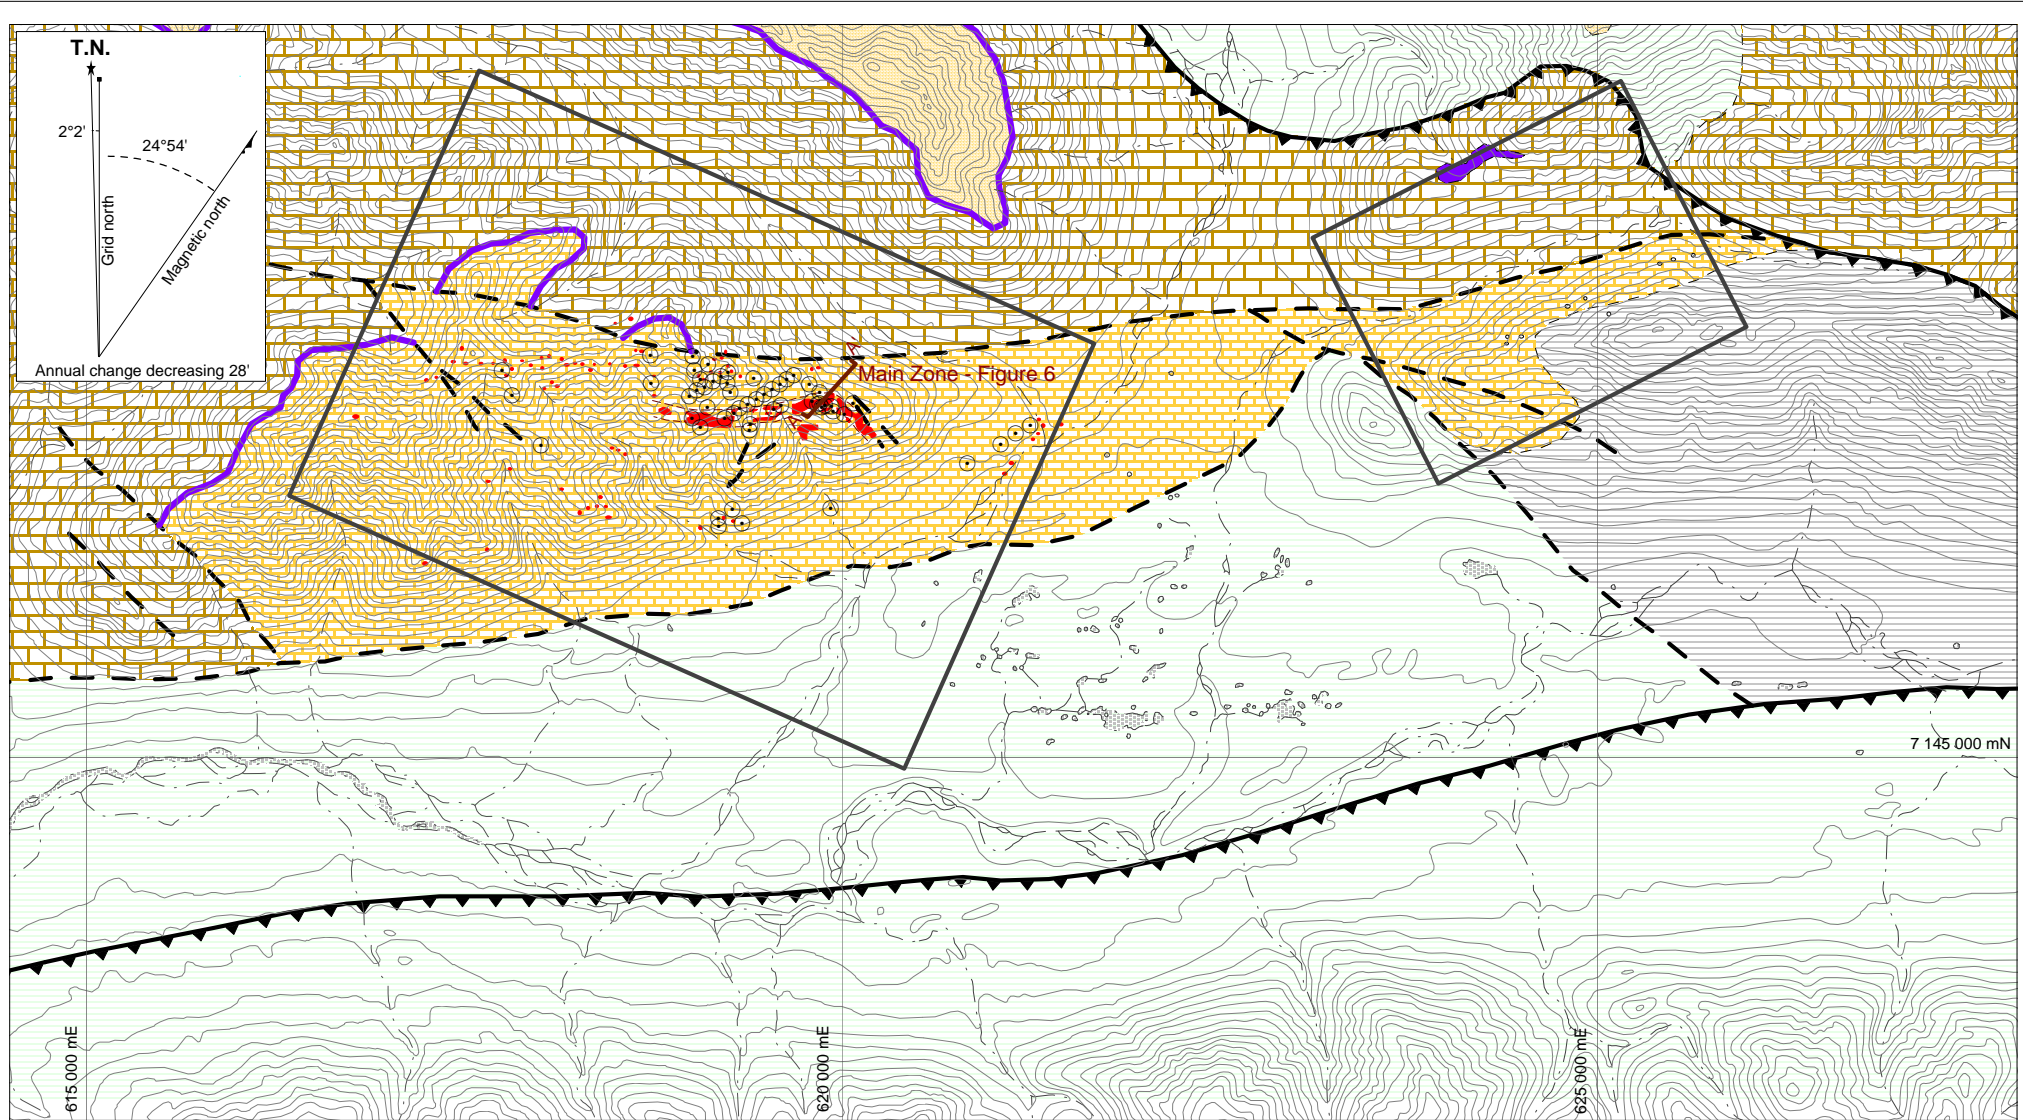 T.N.
2°2'
24°54'
Grid north
Magnetic north
Annual change decreasing 28'
A
Main Zone - Figure 6
7 145 000 mN
615 000 mE
620 000 mE
625 000 mE